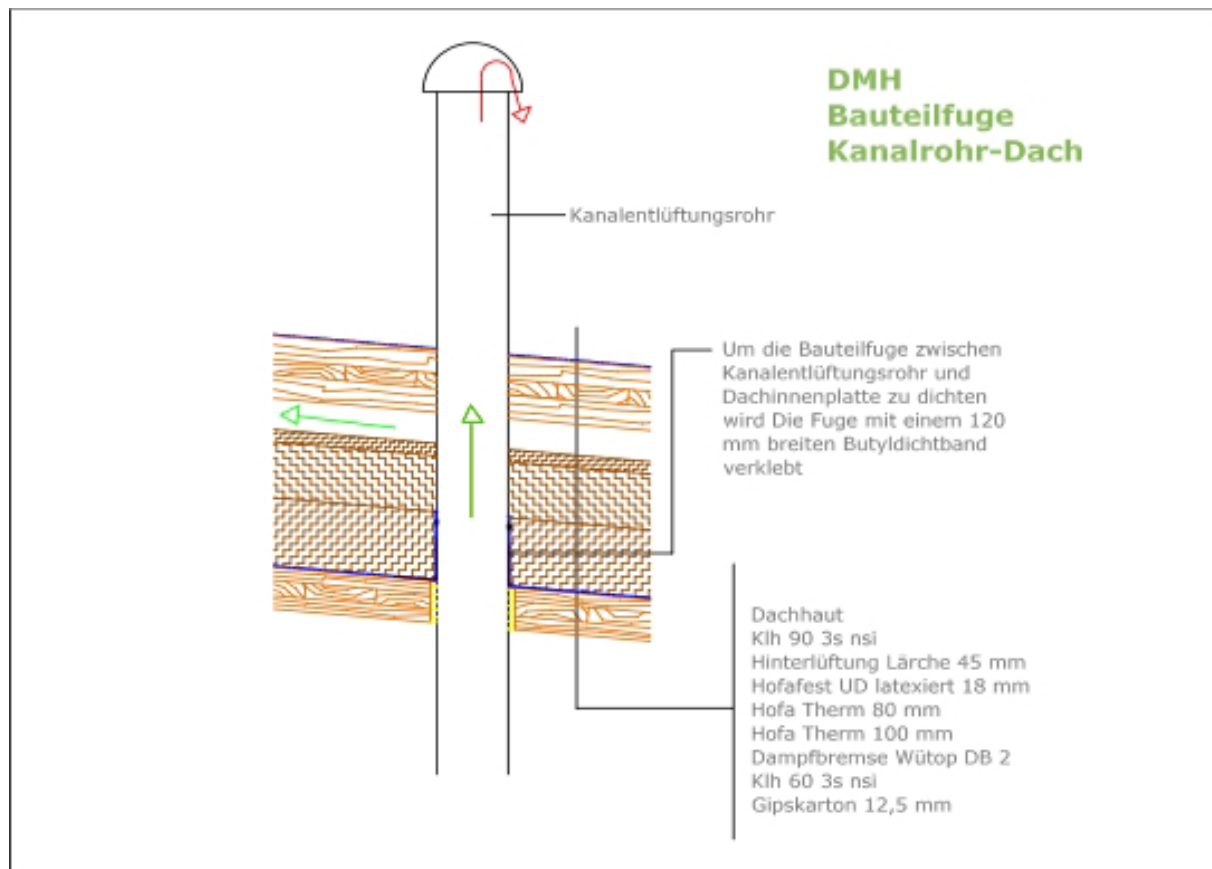 DMH
Bauteilfuge
Kanalrohr-Dach
Kanalentlüftungsrohr
Um die Bauteilfuge zwischen
Kanalentlüftungsrohr und
Dachinnenplatte zu dichten
wird Die Fuge mit einem 120
mm breiten Butyldichtband
verklebt
Dachhaut
Klh 90 3s nsi
Hinterlüftung Lärche 45 mm
Hofafest UD latexiert 18 mm
Hofa Therm 80 mm
Hofa Therm 100 mm
Dampfbremse Wütop DB 2
Klh 60 3s nsi
Gipskarton 12,5 mm